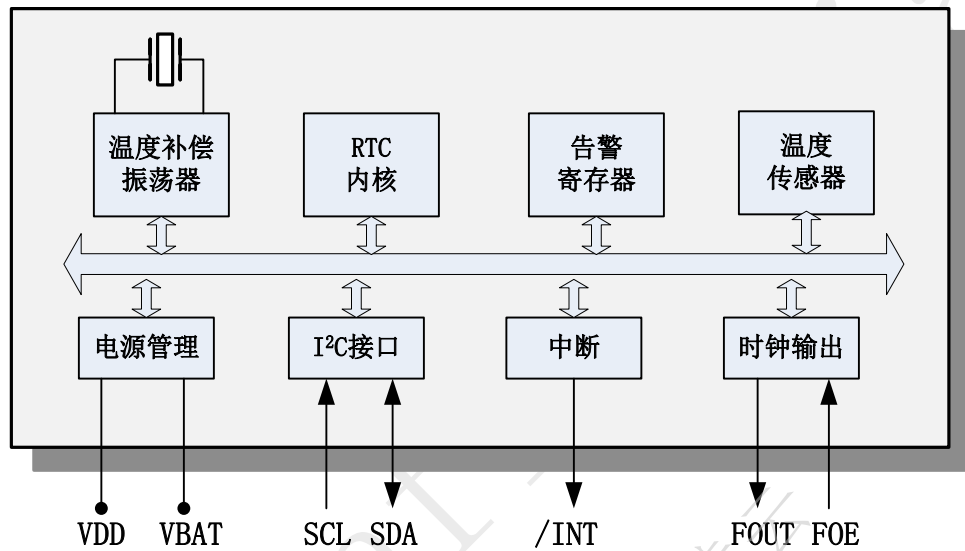 温度补偿
振荡器
RTC
内核
告警
寄存器
温度
传感器
电源管理
I²C接口
中断
时钟输出
VDD VBAT SCL SDA /INT FOUT FOE